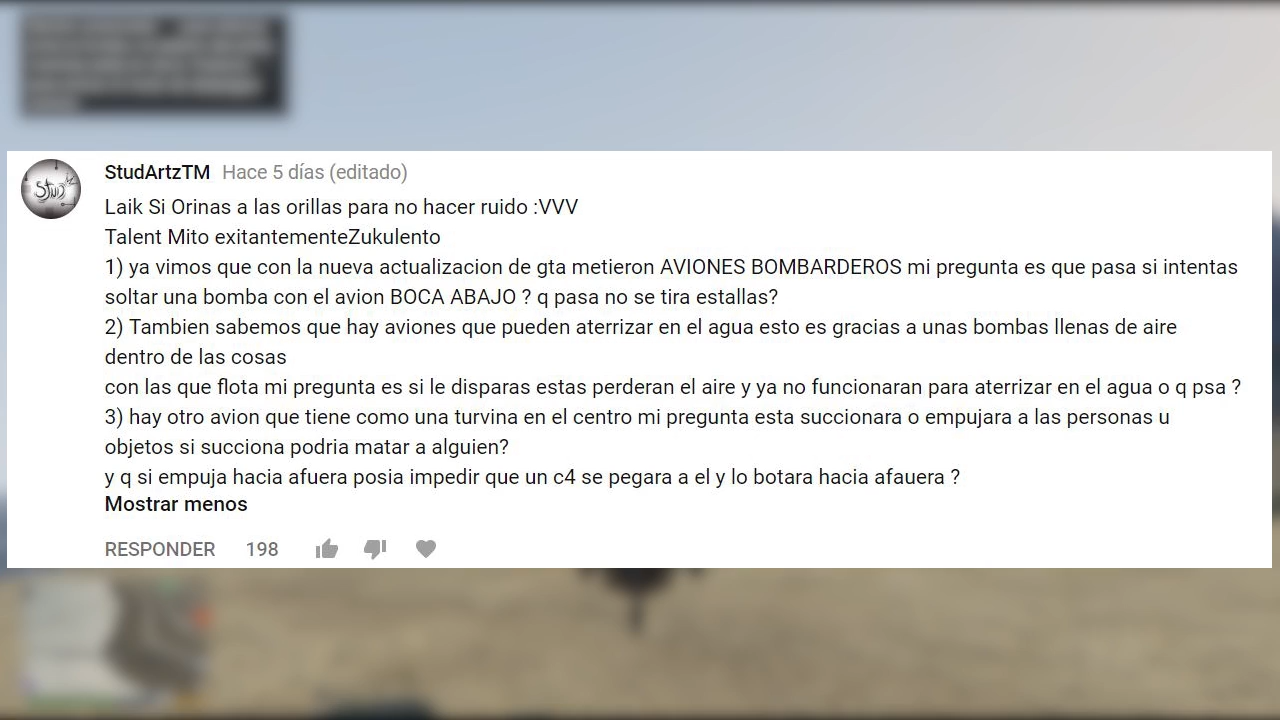 StudArtzTM Hace 5 días (editado)
Laik Si Orinas a las orillas para no hacer ruido :VVV
Talent Mito exitantementeZukulento
1) ya vimos que con la nueva actualizacion de gta metieron AVIONES BOMBARDEROS mi pregunta es que pasa si intentas
soltar una bomba con el avion BOCA ABAJO ? q pasa no se tira estallas?
2) Tambien sabemos que hay aviones que pueden aterrizar en el agua esto es gracias a unas bombas llenas de aire
dentro de las cosas
con las que flota mi pregunta es si le disparas estas perderan el aire y ya no funcionaran para aterrizar en el agua o q psa ?
3) hay otro avion que tiene como una turvina en el centro mi pregunta esta succionara o empujara a las personas u
objetos si succiona podria matar a alguien?
y q si empuja hacia afuera posia impedir que un c4 se pegara a el y lo botara hacia afauera ?
Mostrar menos
RESPONDER 198